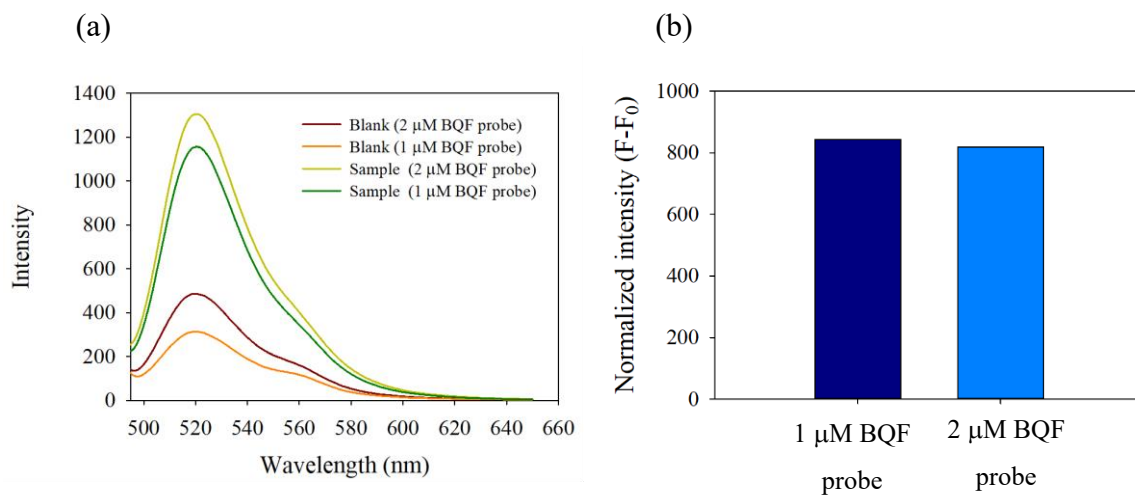 (a)
(b)
Intensity
1400
1200
1000
800
600
400
200
0
Blank (2 μM BQF probe)
Blank (1 μM BQF probe)
Sample (2 μM BQF probe)
Sample (1 μM BQF probe)
500 520 540 560 580 600 620 640 660
Wavelength (nm)
Normalized intensity (F-F₀)
1000
800
600
400
200
0
1 μM BQF
probe
2 μM BQF
probe